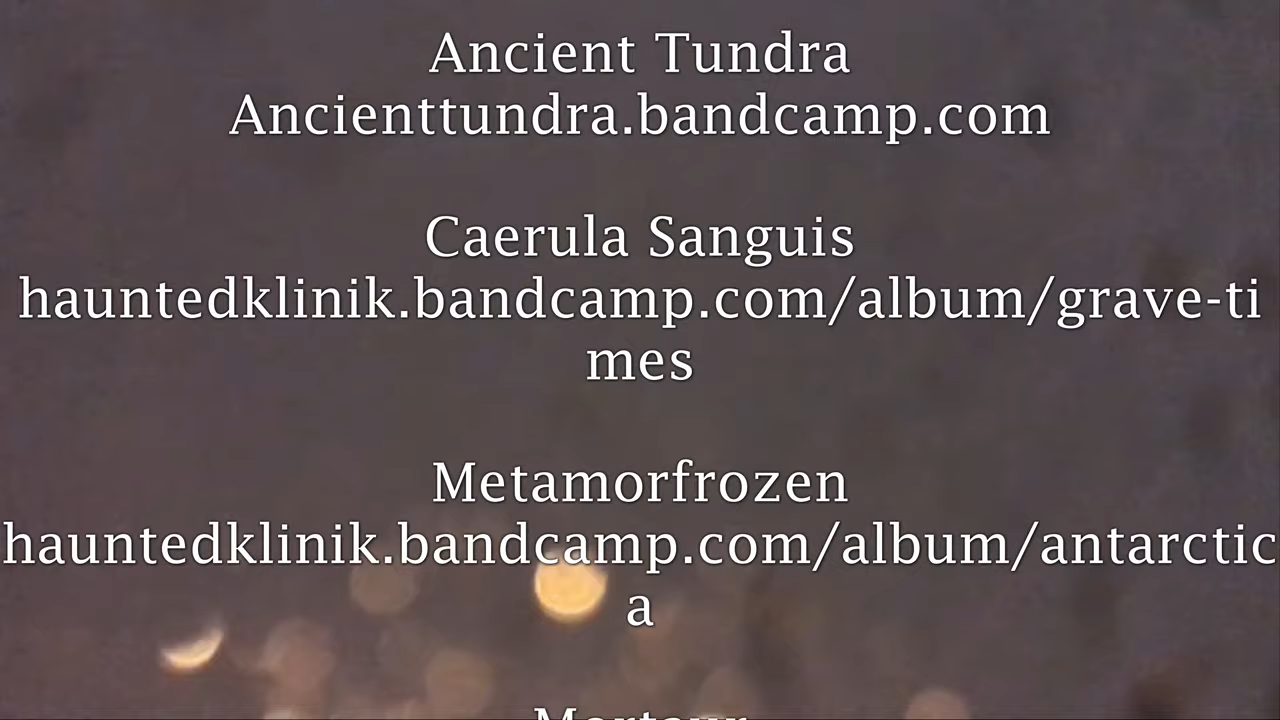 Ancient Tundra
Ancienttundra.bandcamp.com
Caerula Sanguis
hauntedklinik.bandcamp.com/album/grave-ti
mes
Metamorfrozen
hauntedklinik.bandcamp.com/album/antarctic
a